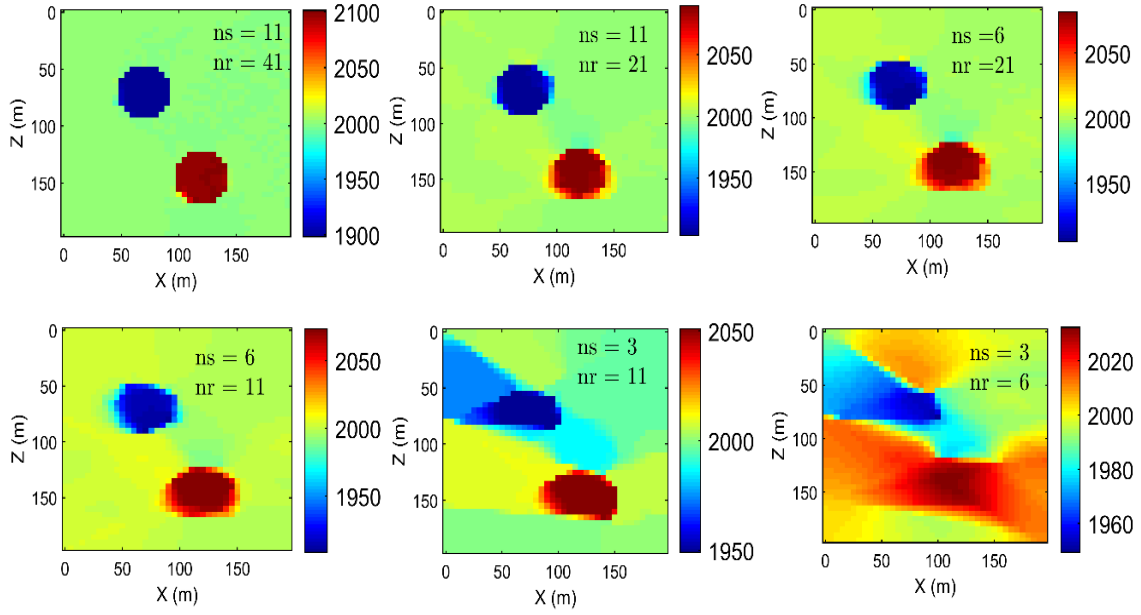 ns = 11
nr = 41
0
50
100
150
Z (m)
0 50 100 150
X (m)
2100
2050
2000
1950
1900
ns = 11
nr = 21
0
50
100
150
Z (m)
0 50 100 150
X (m)
2050
2000
1950
ns =6
nr =21
0
50
100
150
Z (m)
0 50 100 150
X (m)
2050
2000
1950
ns = 6
nr = 11
0
50
100
150
Z (m)
0 50 100 150
X (m)
2050
2000
1950
ns = 3
nr = 11
0
50
100
150
Z (m)
0 50 100 150
X (m)
2050
2000
1950
ns = 3
nr = 6
0
50
100
150
Z (m)
0 50 100 150
X (m)
2020
2000
1980
1960